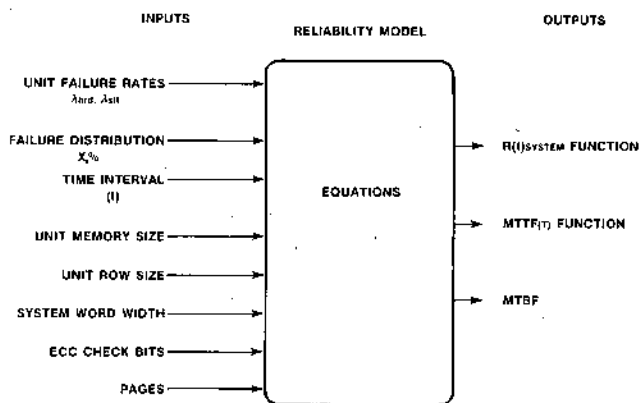 INPUTS
RELIABILITY MODEL
OUTPUTS
UNIT FAILURE RATES
λhrd, λsft
FAILURE DISTRIBUTION
X,%
TIME INTERVAL
(t)
UNIT MEMORY SIZE
UNIT ROW SIZE
SYSTEM WORD WIDTH
ECC CHECK BITS
PAGES
EQUATIONS
R(t)SYSTEM FUNCTION
MTTF(T) FUNCTION
MTBF